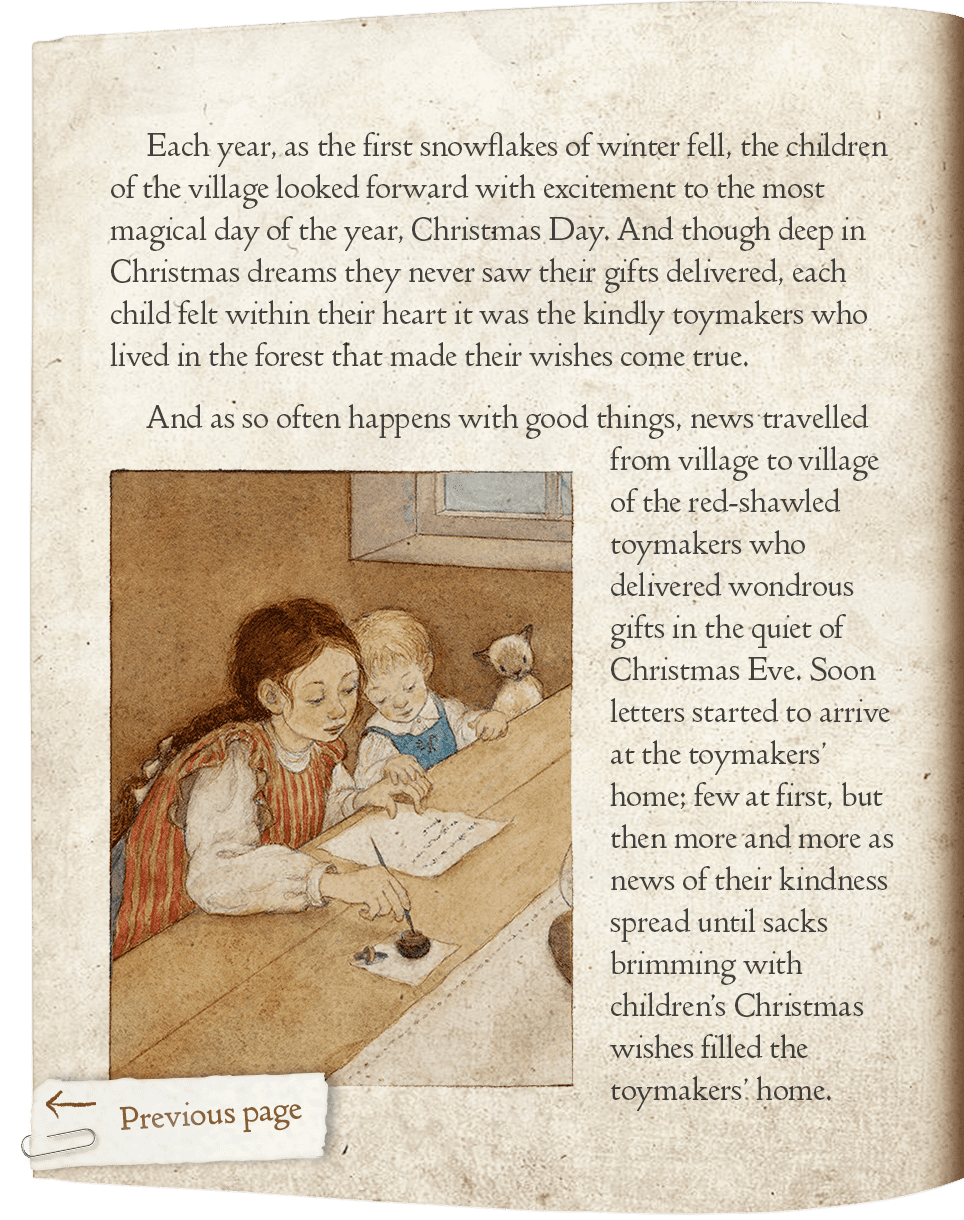 Each year, as the first snowflakes of winter fell, the children
of the village looked forward with excitement to the most
magical day of the year, Christmas Day. And though deep in
Christmas dreams they never saw their gifts delivered, each
child felt within their heart it was the kindly toymakers who
lived in the forest that made their wishes come true.
And as so often happens with good things, news travelled
from village to village
of the red-shawled
toymakers who
delivered wondrous
gifts in the quiet of
Christmas Eve. Soon
letters started to arrive
at the toymakers'
home; few at first, but
then more and more as
news of their kindness
spread until sacks
brimming with
children's Christmas
wishes filled the
toymakers' home.
Previous page